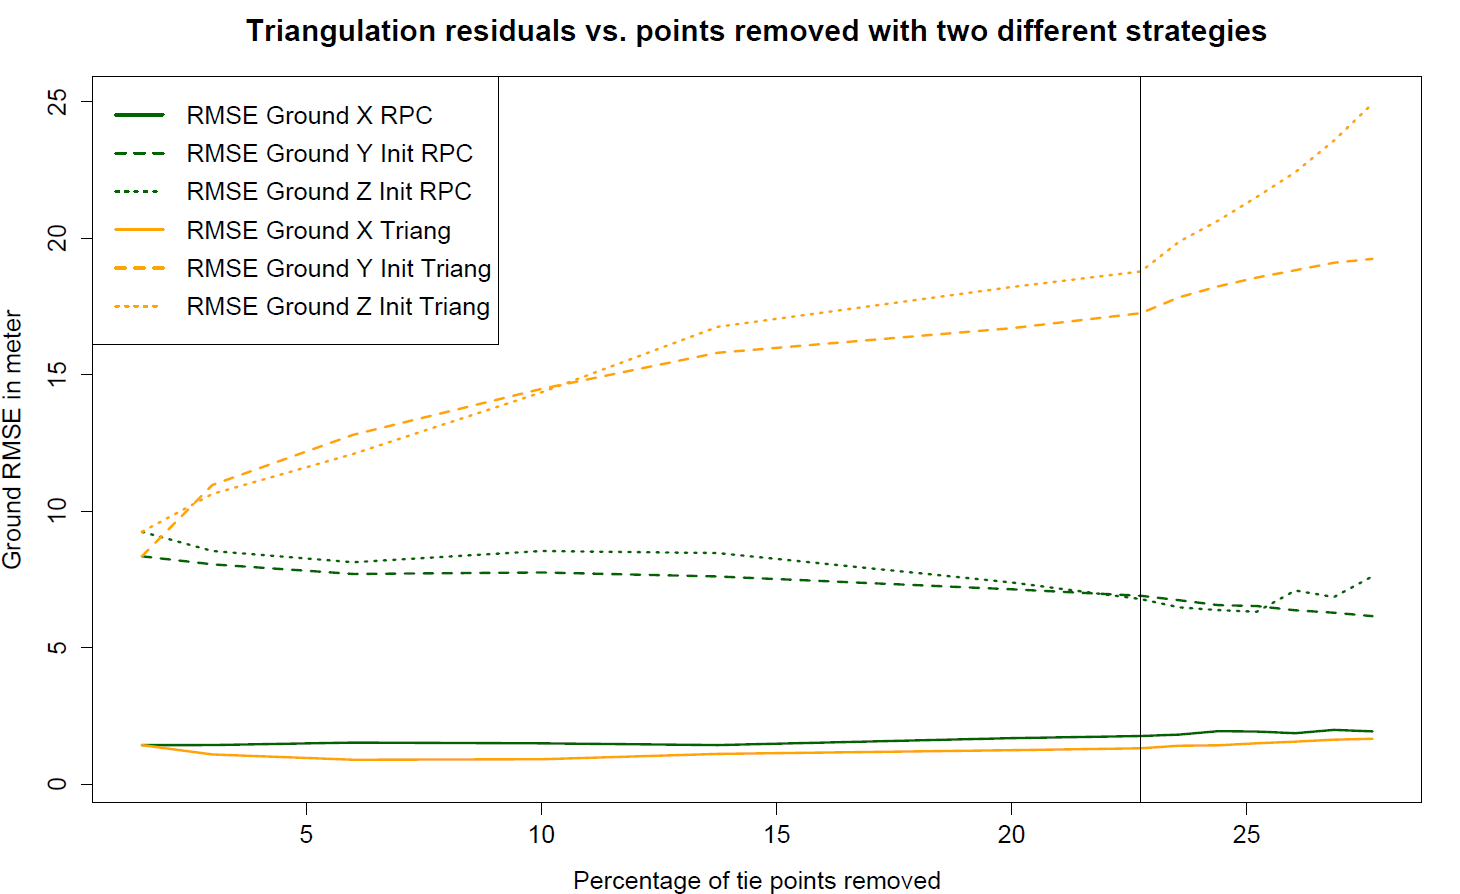 Triangulation residuals vs. points removed with two different strategies
RMSE Ground X RPC
RMSE Ground Y Init RPC
RMSE Ground Z Init RPC
RMSE Ground X Triang
RMSE Ground Y Init Triang
RMSE Ground Z Init Triang
Ground RMSE in meter
25
20
15
10
5
0
5 10 15 20 25
Percentage of tie points removed